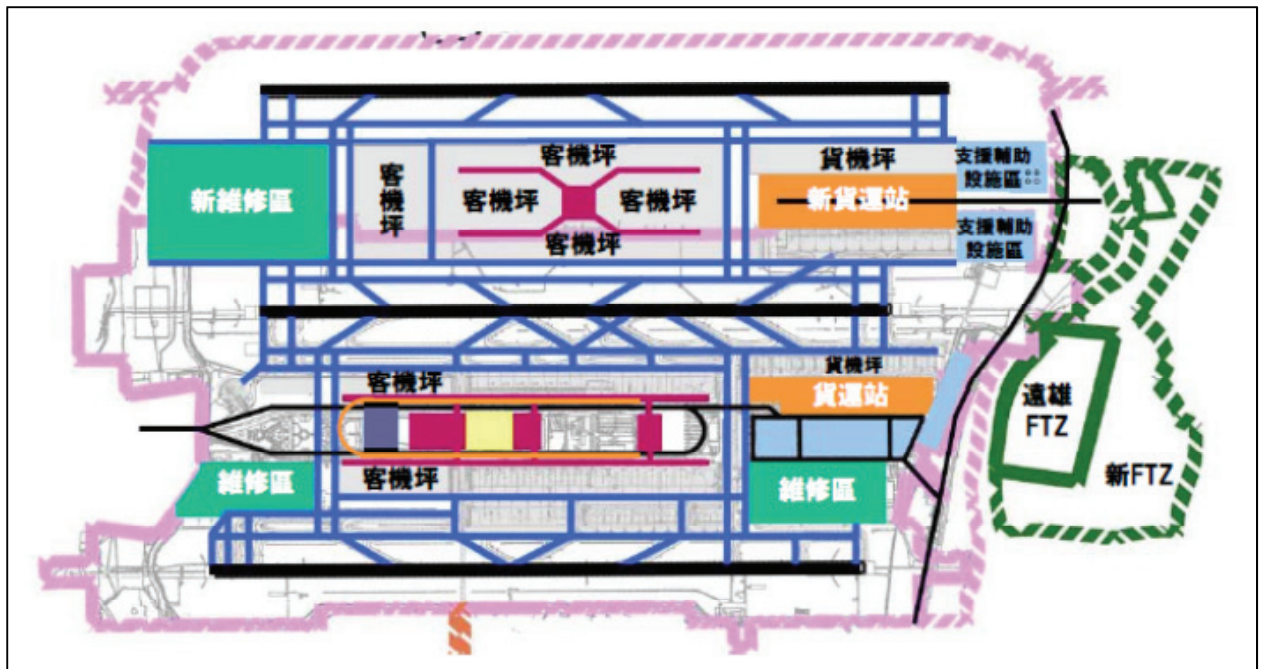 客機坪
貨機坪
支援輔助
設施區
新維修區
客機坪
客機坪
客機坪
新貨運站
客機坪
支援輔助
設施區
貨機坪
客機坪
貨運站
遠雄
FTZ
維修區
客機坪
維修區
新FTZ